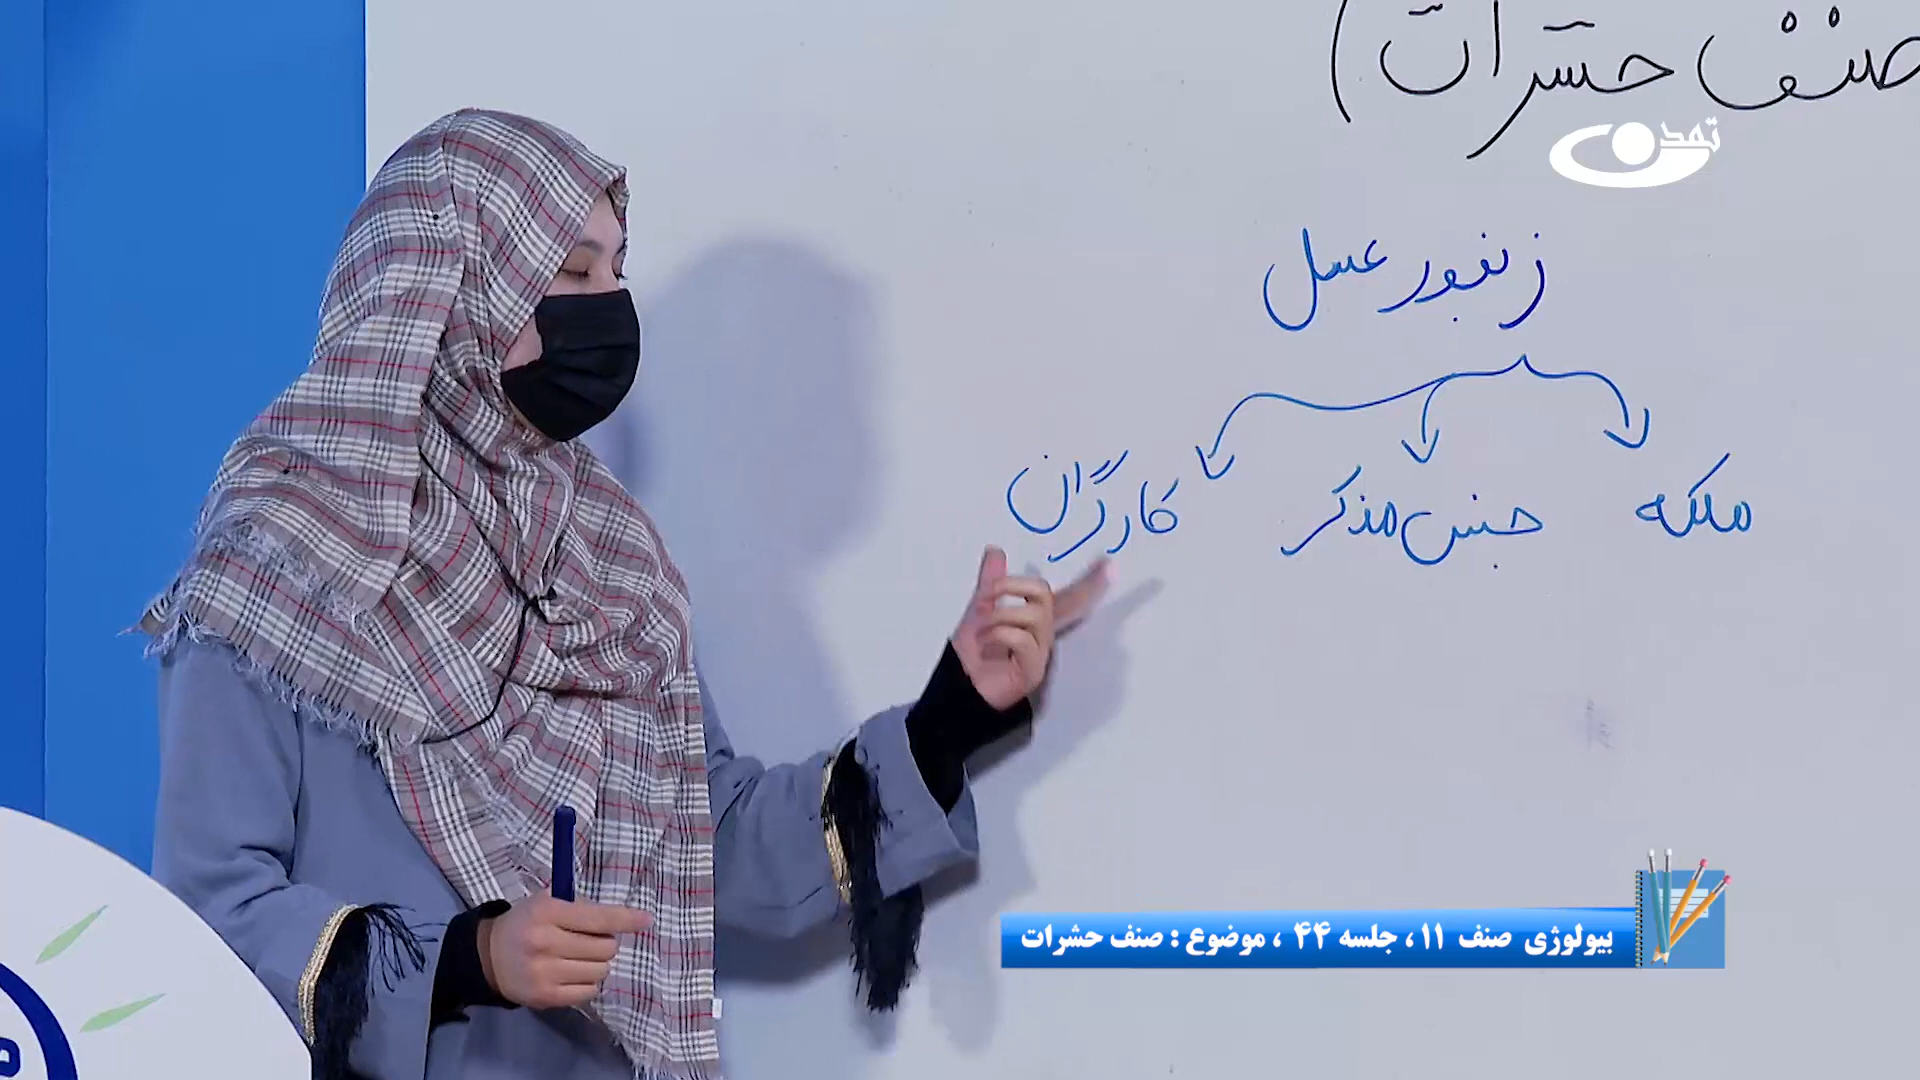 صنف حشرات)
تمدن
زنبور عسل
ملکه جنس مذکر کارگران
بیولوژی صنف ۱۱، جلسه ۴۴ ، موضوع : صنف حشرات